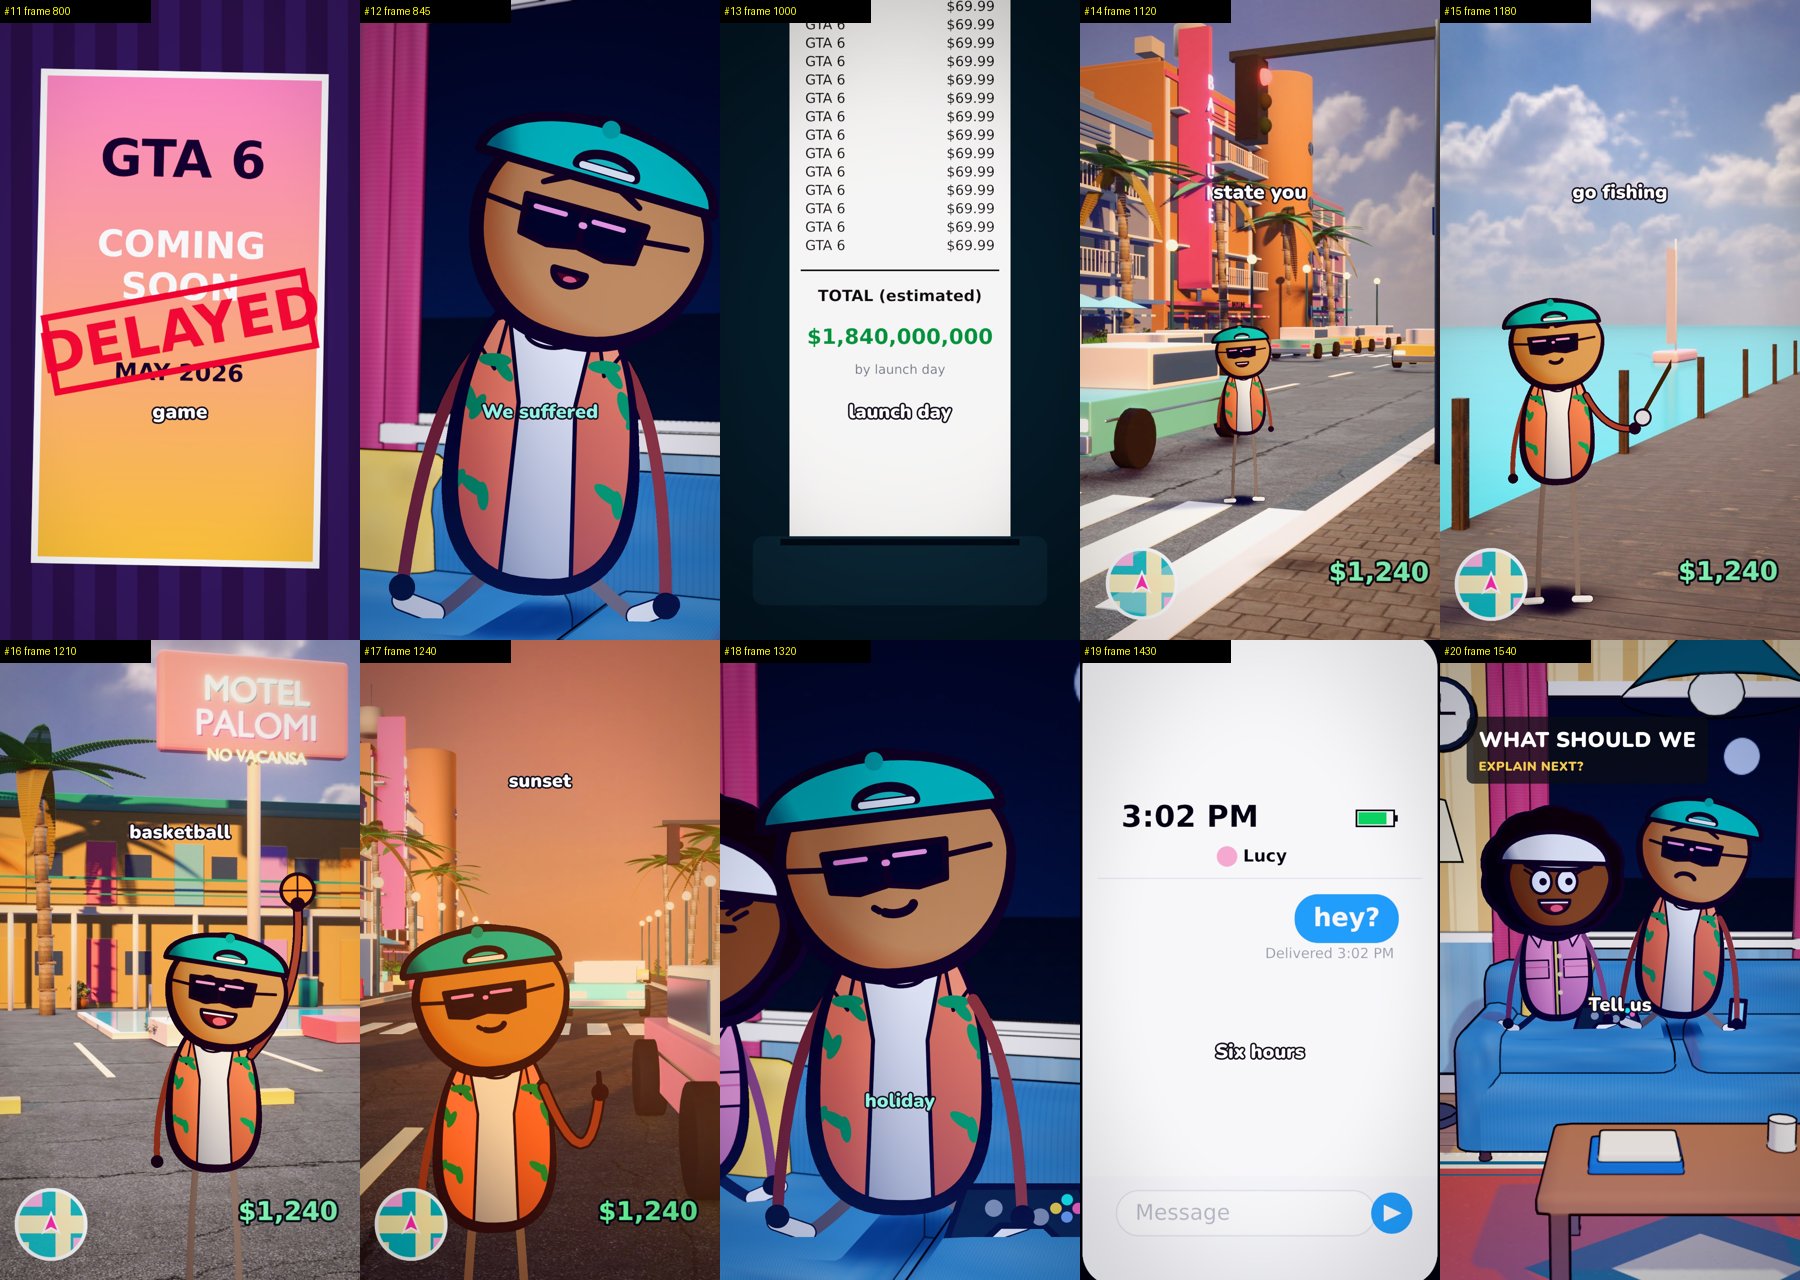 #11 frame 800
GTA 6
COMING
SOON
DELAYED
MAY 2026
game
#12 frame 845
We suffered
#13 frame 1000
$69.99
GTA 6 $69.99
GTA 6 $69.99
GTA 6 $69.99
GTA 6 $69.99
GTA 6 $69.99
GTA 6 $69.99
GTA 6 $69.99
GTA 6 $69.99
GTA 6 $69.99
GTA 6 $69.99
GTA 6 $69.99
GTA 6 $69.99
GTA 6 $69.99
TOTAL (estimated)
$1,840,000,000
by launch day
launch day
#14 frame 1120
state you
$1,240
#15 frame 1180
go fishing
$1,240
#16 frame 1210
MOTEL
PALOMI
NO VACANSA
basketball
$1,240
#17 frame 1240
sunset
$1,240
#18 frame 1320
holiday
#19 frame 1430
3:02 PM
Lucy
hey?
Delivered 3:02 PM
Six hours
Message
#20 frame 1540
WHAT SHOULD WE
EXPLAIN NEXT?
Tell us